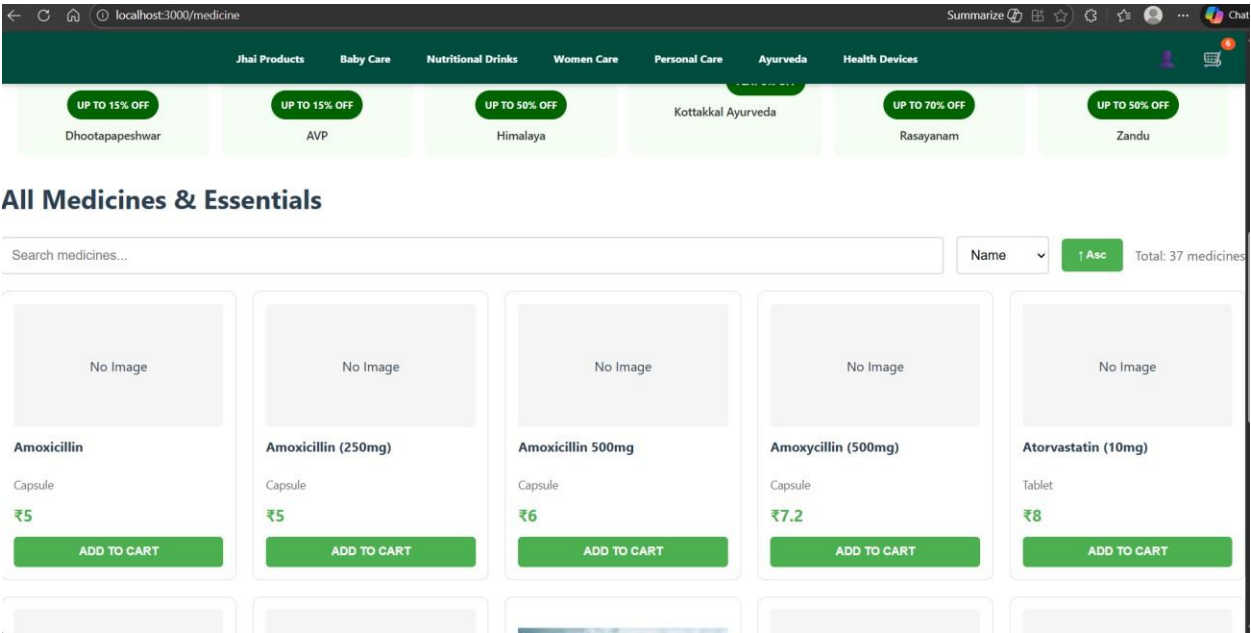 localhost:3000/medicine
Summarize
Chat
Jhai Products Baby Care Nutritional Drinks Women Care Personal Care Ayurveda Health Devices
6
UP TO 15% OFF UP TO 15% OFF UP TO 50% OFF UP TO 70% OFF UP TO 50% OFF
Dhootapapeshwar AVP Himalaya Kottakkal Ayurveda Rasayanam Zandu
All Medicines & Essentials
Search medicines... Name ↑ Asc Total: 37 medicines
No Image No Image No Image No Image No Image
Amoxicillin Amoxicillin (250mg) Amoxicillin 500mg Amoxycillin (500mg) Atorvastatin (10mg)
Capsule Capsule Capsule Capsule Tablet
₹5 ₹5 ₹6 ₹7.2 ₹8
ADD TO CART ADD TO CART ADD TO CART ADD TO CART ADD TO CART